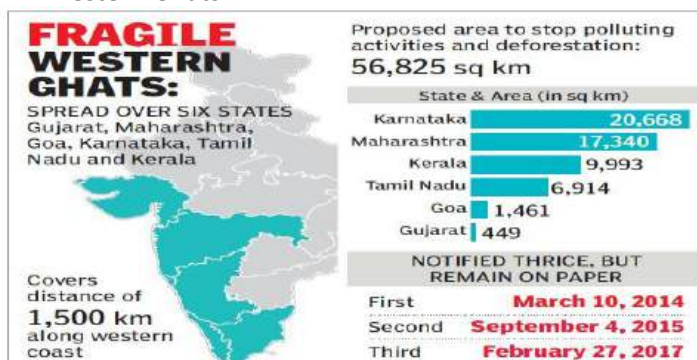 FRAGILE
WESTERN
GHATS:
SPREAD OVER SIX STATES
Gujarat, Maharashtra,
Goa, Karnataka, Tamil
Nadu and Kerala
Covers
distance of
1,500 km
along western
coast
Proposed area to stop polluting
activities and deforestation:
56,825 sq km
State & Area (in sq km)
Karnataka 20,668
Maharashtra 17,340
Kerala 9,993
Tamil Nadu 6,914
Goa 1,461
Gujarat 449
NOTIFIED THRICE, BUT
REMAIN ON PAPER
First March 10, 2014
Second September 4, 2015
Third February 27, 2017